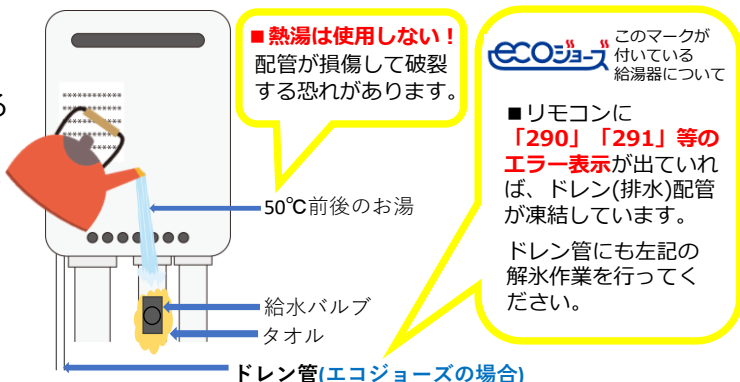 る
■熱湯は使用しない！
配管が損傷して破裂
する恐れがあります。
エコジョーズ
このマークが
付いている
給湯器について
■リモコンに
「290」「291」等の
エラー表示が出ていれ
ば、ドレン(排水)配管
が凍結しています。
ドレン管にも左記の
解氷作業を行ってく
ださい。
************
************
************
************
50℃前後のお湯
給水バルブ
タオル
ドレン管(エコジョーズの場合)